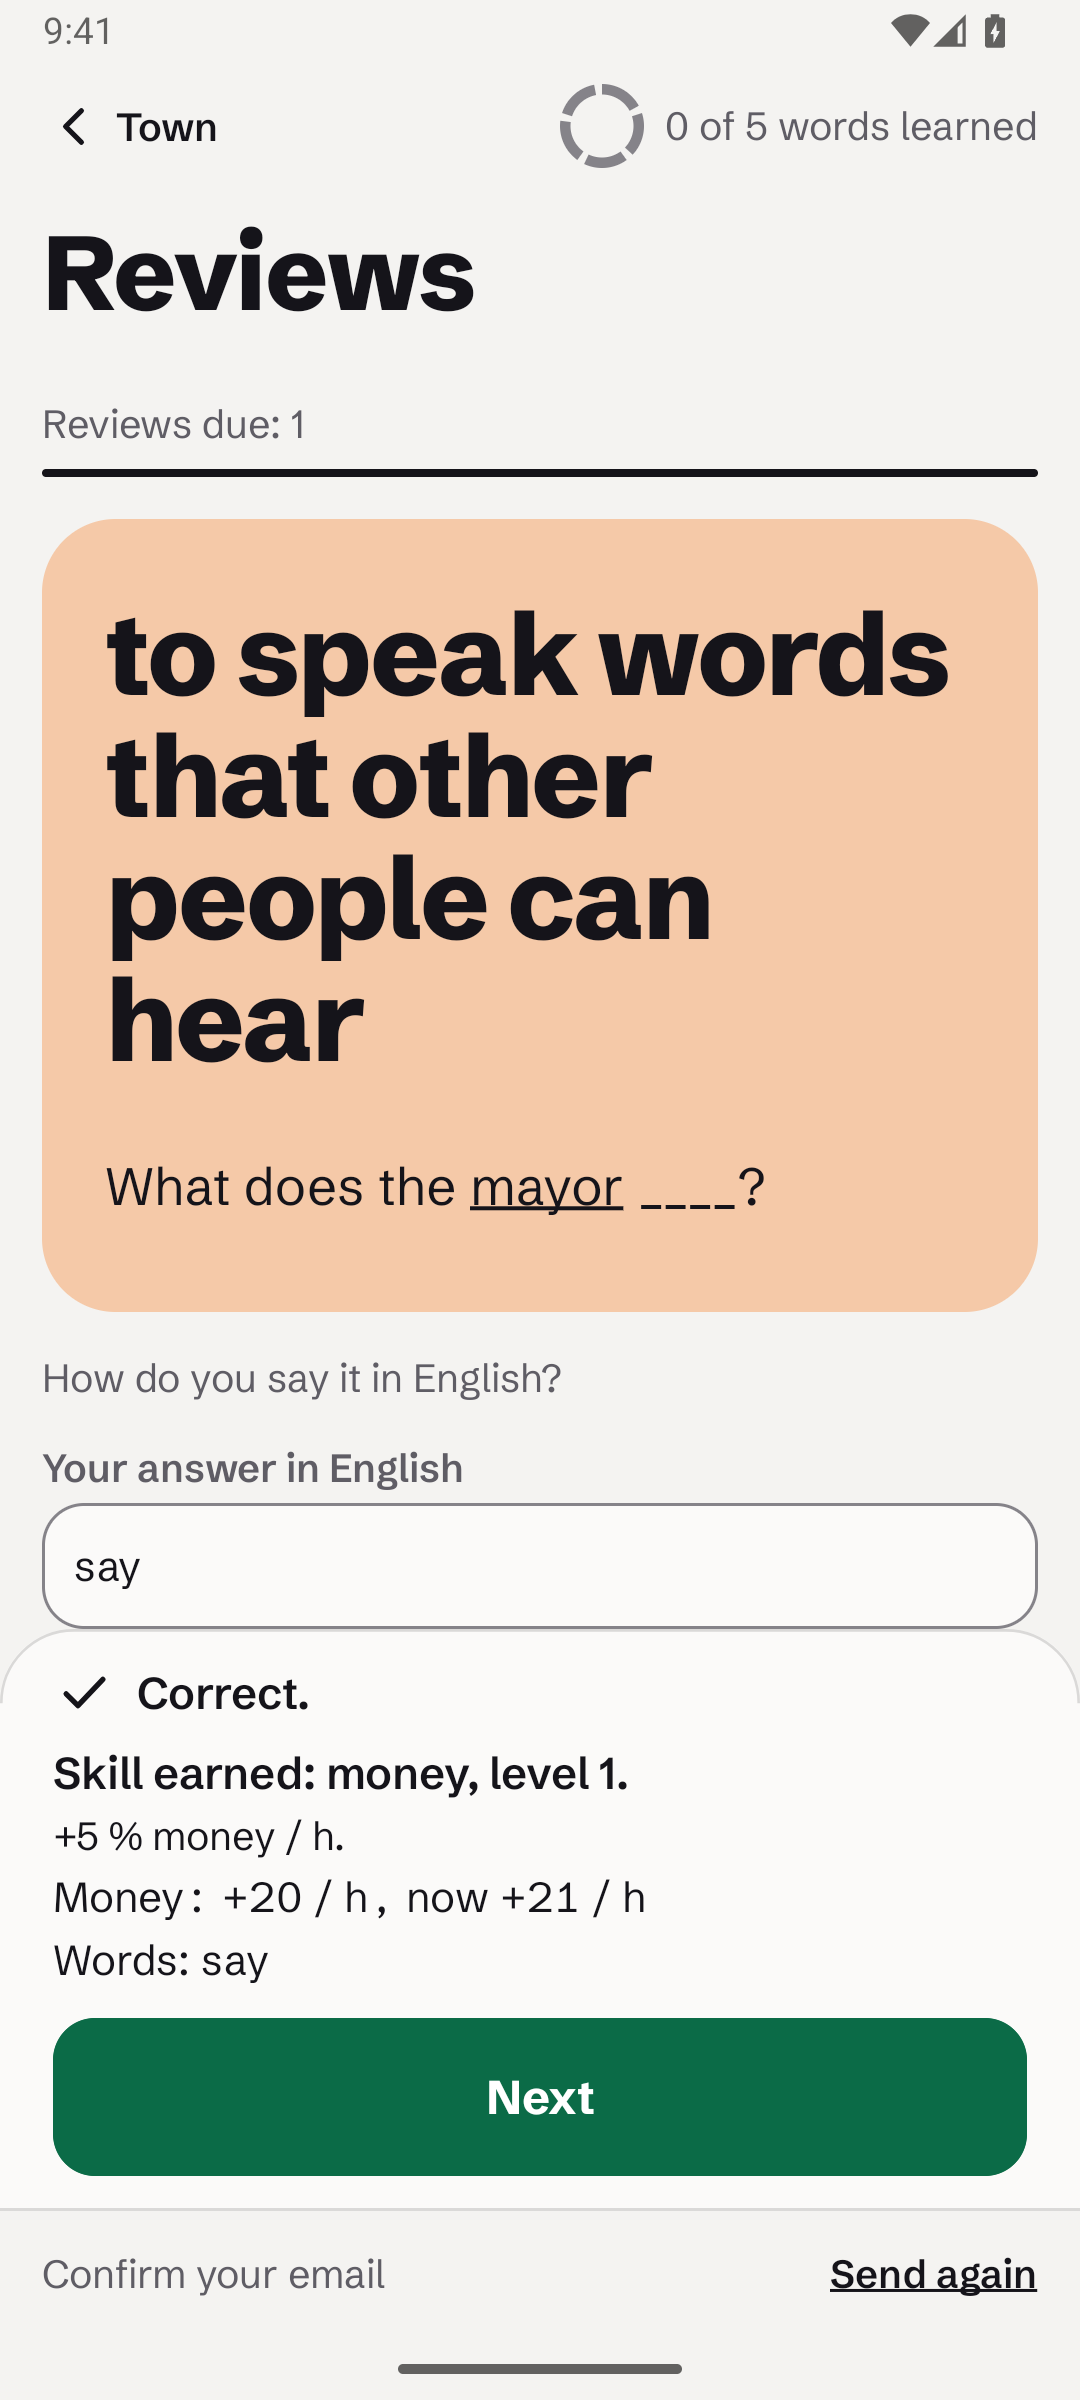 9:41
Town
0 of 5 words learned
Reviews
Reviews due: 1
to speak words
that other
people can
hear
What does the mayor ____?
How do you say it in English?
Your answer in English
say
Correct.
Skill earned: money, level 1.
+5 % money / h.
Money: +20 / h, now +21 / h
Words: say
Next
Confirm your email
Send again